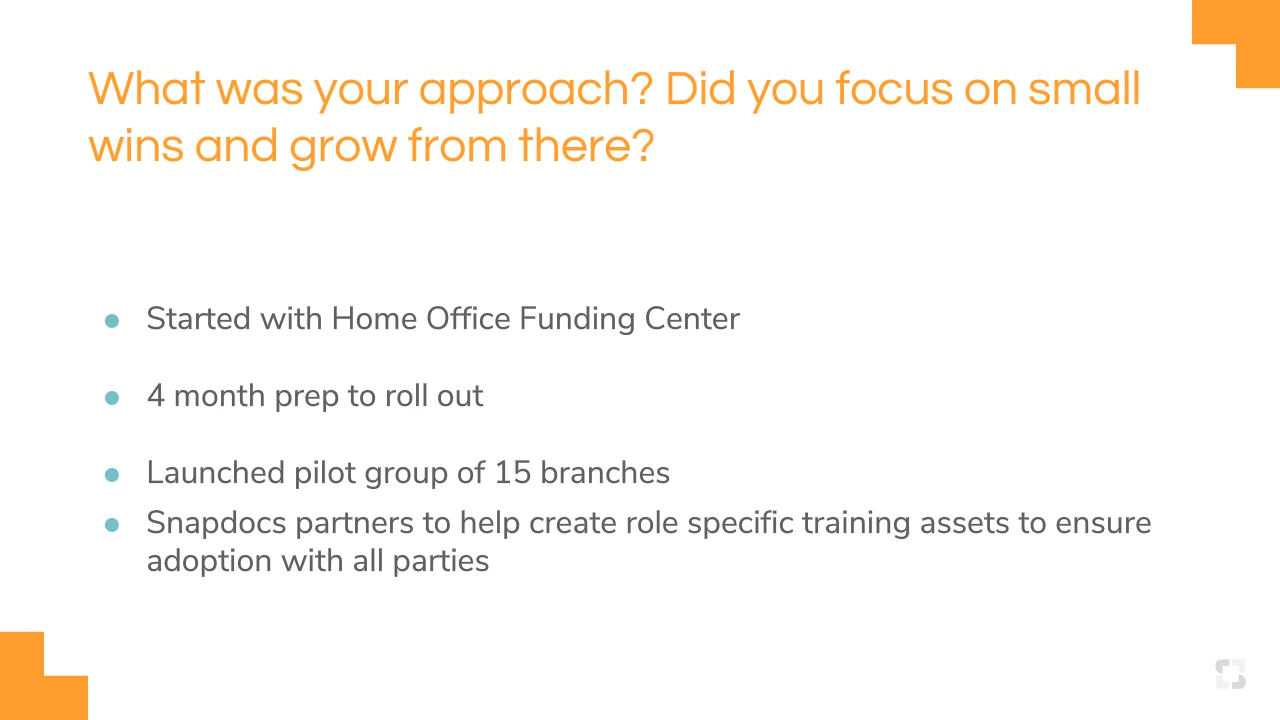 What was your approach? Did you focus on small
wins and grow from there?
● Started with Home Office Funding Center
● 4 month prep to roll out
● Launched pilot group of 15 branches
● Snapdocs partners to help create role specific training assets to ensure
adoption with all parties